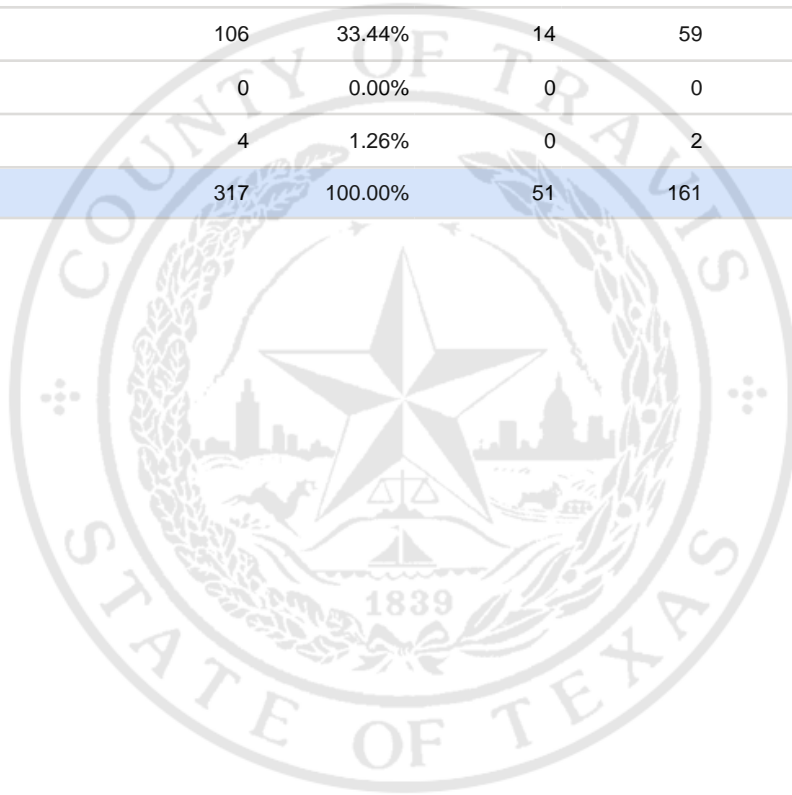 106 33.44% 14 59
0 0.00% 0 0
4 1.26% 0 2
317 100.00% 51 161
COUNTY OF TRAVIS
1839
STATE OF TEXAS